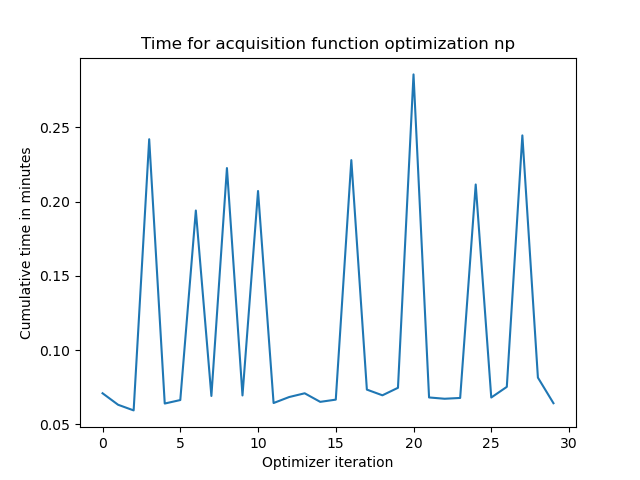 Time for acquisition function optimization np
Cumulative time in minutes
0.25
0.20
0.15
0.10
0.05
0 5 10 15 20 25 30
Optimizer iteration